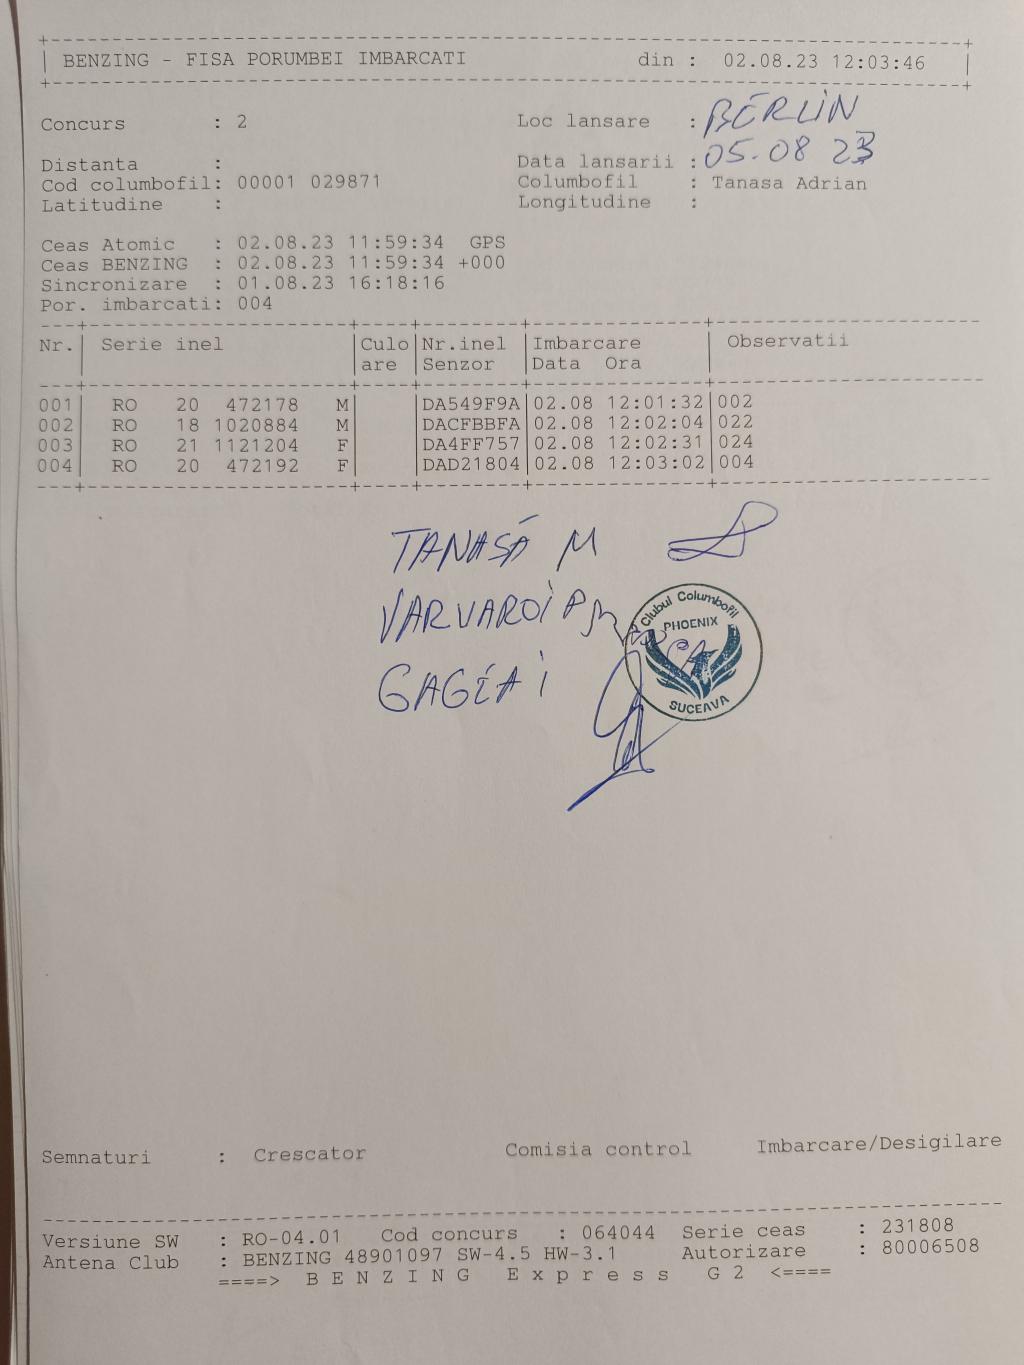 BENZING - FISA PORUMBEI IMBARCATI din : 02.08.23 12:03:46
Concurs : 2 Loc lansare : BERLIN
Distanta : Data lansarii : 05.08 23
Cod columbofil: 00001 029871 Columbofil : Tanasa Adrian
Latitudine : Longitudine :
Ceas Atomic : 02.08.23 11:59:34 GPS
Ceas BENZING : 02.08.23 11:59:34 +000
Sincronizare : 01.08.23 16:18:16
Por. imbarcati: 004
Nr. Serie inel Culo Nr.inel Imbarcare Observatii
are Senzor Data Ora
001 RO 20 472178 M DA549F9A 02.08 12:01:32 002
002 RO 18 1020884 M DACFBBFA 02.08 12:02:04 022
003 RO 21 1121204 F DA4FF757 02.08 12:02:31 024
004 RO 20 472192 F DAD21804 02.08 12:03:02 004
TANASĂ M
VARVAROI P
GAGEA I
Clubul Columbofil
PHOENIX
SUCEAVA
Semnaturi : Crescator Comisia control Imbarcare/Desigilare
Versiune SW : RO-04.01 Cod concurs : 064044 Serie ceas : 231808
Antena Club : BENZING 48901097 SW-4.5 HW-3.1 Autorizare : 80006508
====> B E N Z I N G E x p r e s s G 2 <====